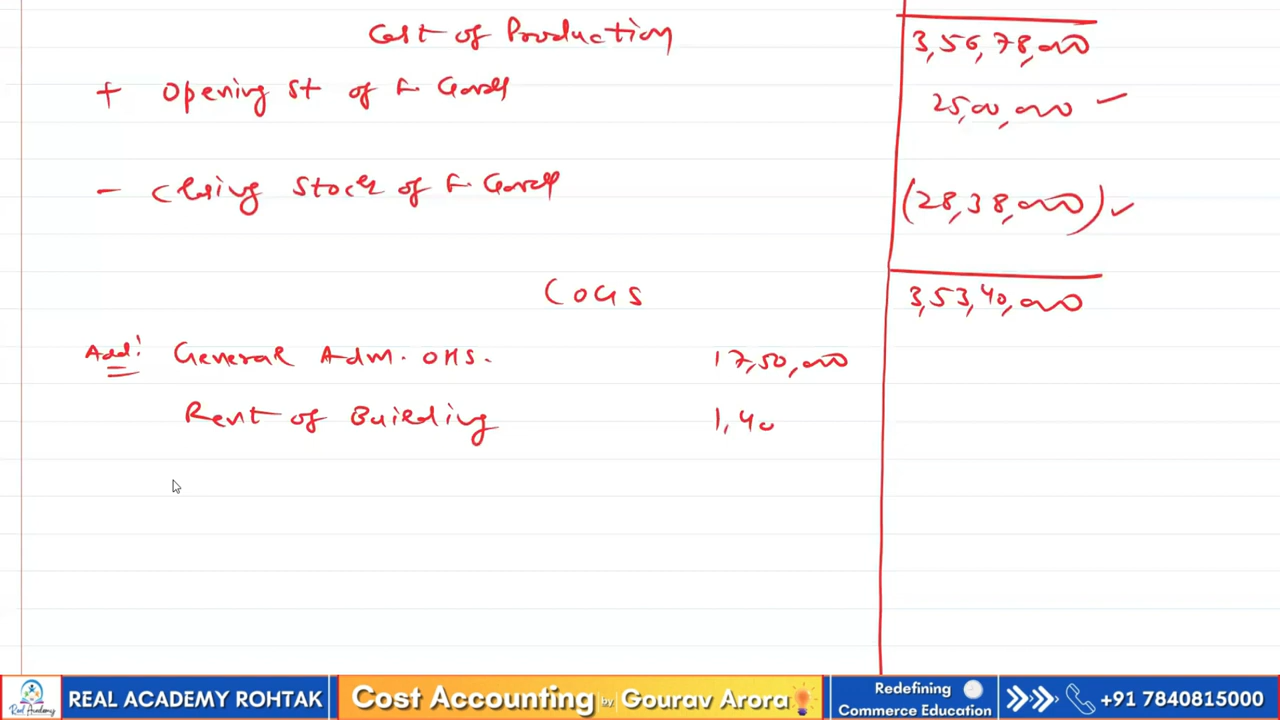 Cost of Production 3,56,78,000
+ Opening St of F. Goods 25,00,000
- Closing Stock of F. Goods (28,38,000)
COGS 3,53,40,000
Add: General Adm. OHS. 17,50,000
Rent of Building 1,40
Real Academy
REAL ACADEMY ROHTAK
Cost Accounting by Gourav Arora
Redefining
Commerce Education
+91 7840815000